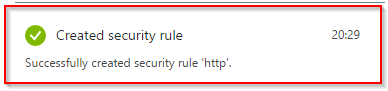 Created security rule 20:29
Successfully created security rule 'http'.